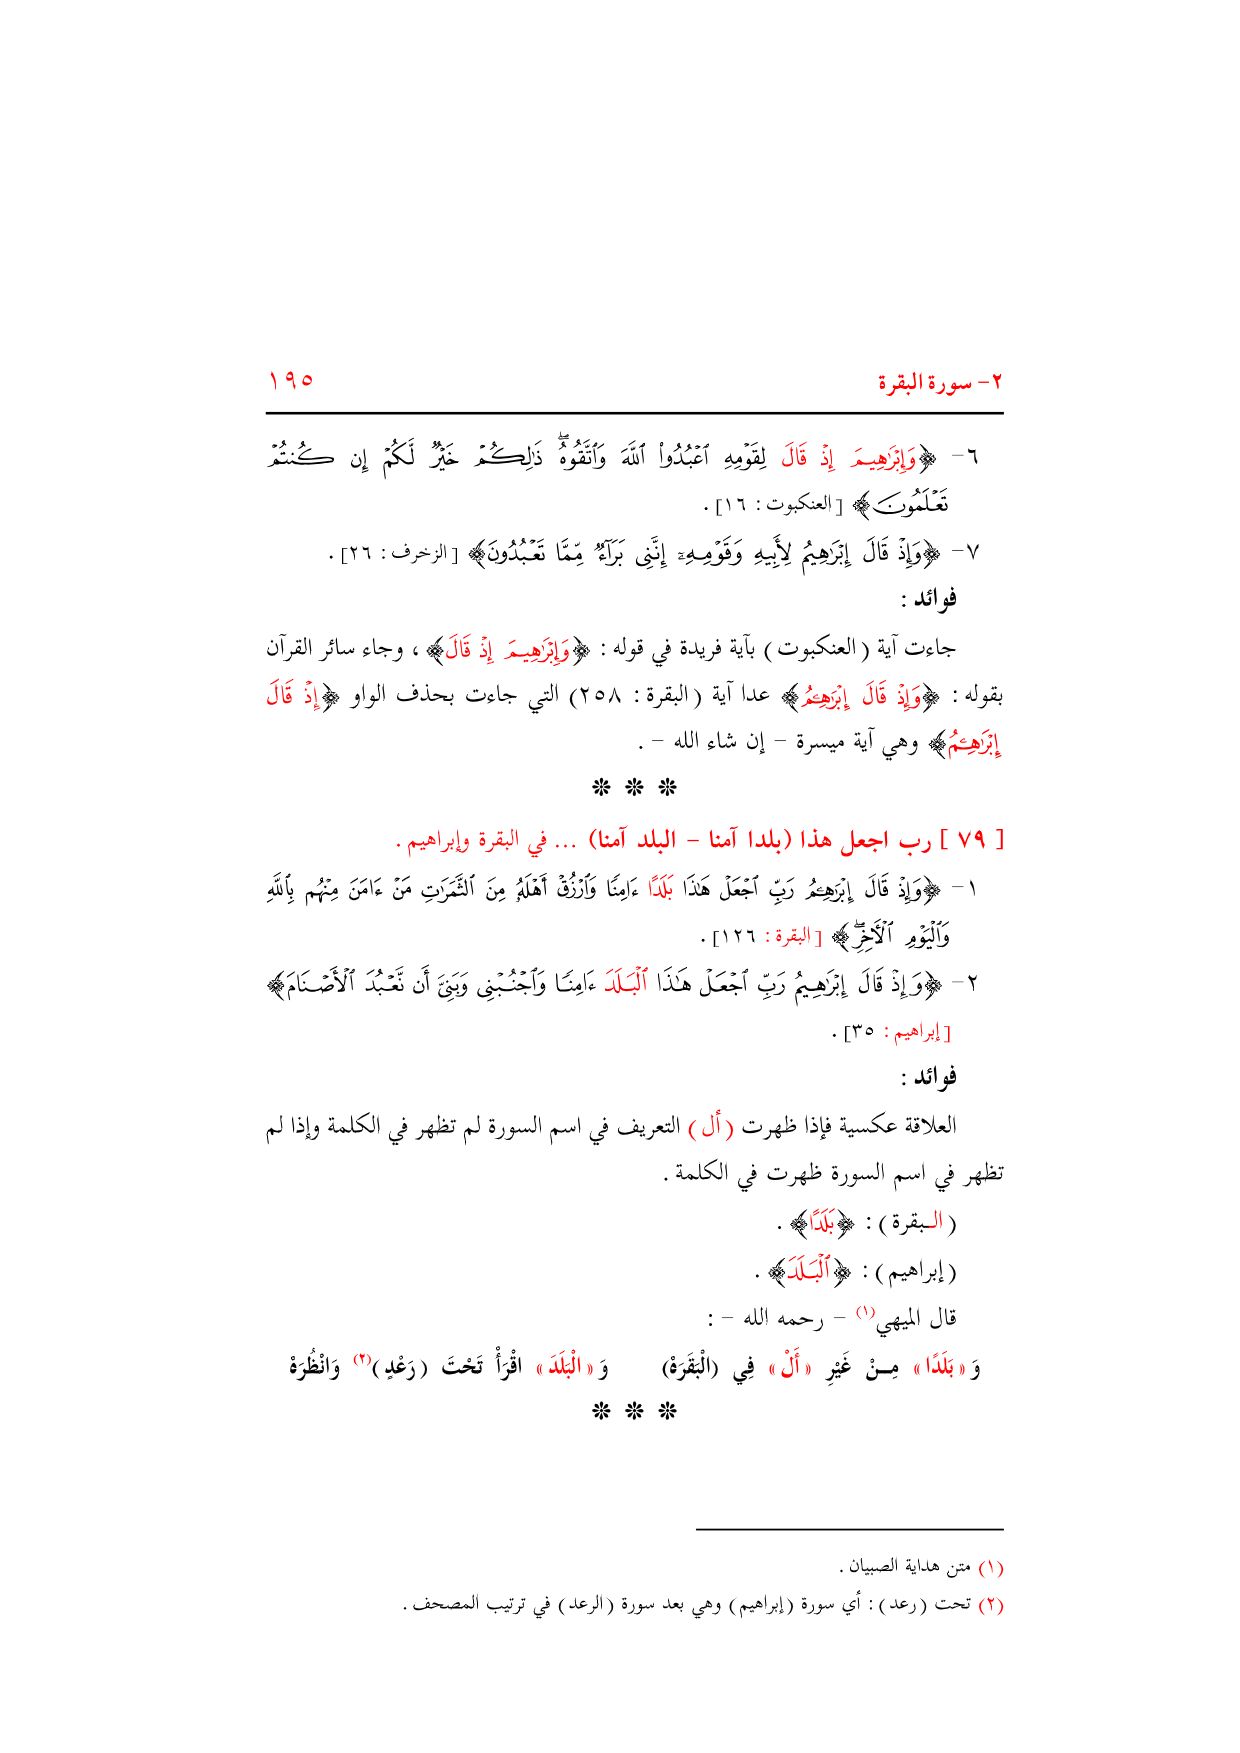 ٢- سورة البقرة ١٩٥
٦- ﴿وَإِبْرَٰهِيمَ إِذْ قَالَ لِقَوْمِهِ ٱعْبُدُوا۟ ٱللَّهَ وَٱتَّقُوهُ ۖ ذَٰلِكُمْ خَيْرٌ لَّكُمْ إِن كُنتُمْ
تَعْلَمُونَ﴾ [العنكبوت : ١٦] .
٧- ﴿وَإِذْ قَالَ إِبْرَٰهِيمُ لِأَبِيهِ وَقَوْمِهِۦٓ إِنَّنِى بَرَآءٌ مِّمَّا تَعْبُدُونَ﴾ [الزخرف : ٢٦] .
فوائد :
جاءت آية (العنكبوت) بآية فريدة في قوله : ﴿وَإِبْرَٰهِيمَ إِذْ قَالَ﴾ ، وجاء سائر القرآن
بقوله : ﴿وَإِذْ قَالَ إِبْرَٰهِـۧمُ﴾ عدا آية (البقرة : ٢٥٨) التي جاءت بحذف الواو ﴿إِذْ قَالَ
إِبْرَٰهِـۧمُ﴾ وهي آية ميسرة - إن شاء الله - .
❊ ❊ ❊
[ ٧٩ ] رب اجعل هذا (بلدا آمنا - البلد آمنا) ... في البقرة وإبراهيم .
١- ﴿وَإِذْ قَالَ إِبْرَٰهِـۧمُ رَبِّ ٱجْعَلْ هَٰذَا بَلَدًا ءَامِنًا وَٱرْزُقْ أَهْلَهُۥ مِنَ ٱلثَّمَرَٰتِ مَنْ ءَامَنَ مِنْهُم بِٱللَّهِ
وَٱلْيَوْمِ ٱلْـَٔاخِرِ ۖ﴾ [البقرة : ١٢٦] .
٢- ﴿وَإِذْ قَالَ إِبْرَٰهِيمُ رَبِّ ٱجْعَلْ هَٰذَا ٱلْبَلَدَ ءَامِنًا وَٱجْنُبْنِى وَبَنِىَّ أَن نَّعْبُدَ ٱلْأَصْنَامَ﴾
[إبراهيم : ٣٥] .
فوائد :
العلاقة عكسية فإذا ظهرت (أل) التعريف في اسم السورة لم تظهر في الكلمة وإذا لم
تظهر في اسم السورة ظهرت في الكلمة .
(البقرة) : ﴿بَلَدًا﴾ .
(إبراهيم) : ﴿ٱلْبَلَدَ﴾ .
قال الميهي(١) - رحمه الله - :
وَ« بَلَدًا » مِنْ غَيْرِ « أَلْ » فِي (الْبَقَرَهْ) وَ« الْبَلَدَ » اقْرَأْ تَحْتَ (رَعْدٍ)(٢) وَانْظُرَهْ
❊ ❊ ❊
(١) متن هداية الصبيان .
(٢) تحت (رعد) : أي سورة (إبراهيم) وهي بعد سورة (الرعد) في ترتيب المصحف .